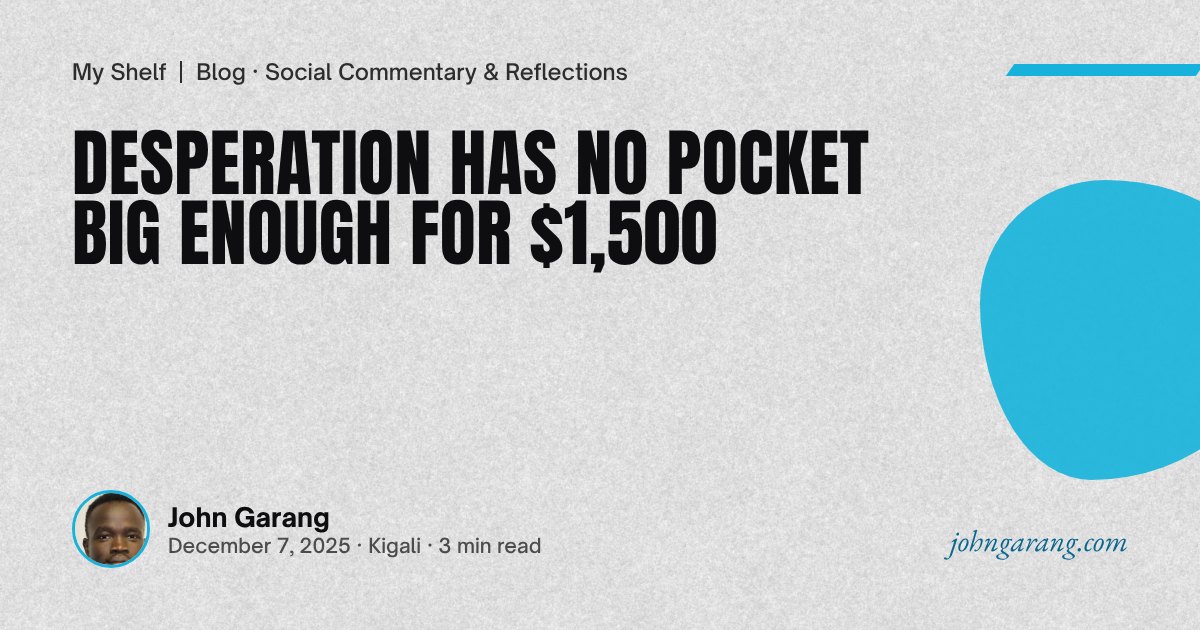 My Shelf | Blog · Social Commentary & Reflections
DESPERATION HAS NO POCKET
BIG ENOUGH FOR $1,500
John Garang
December 7, 2025 · Kigali · 3 min read
johngarang.com